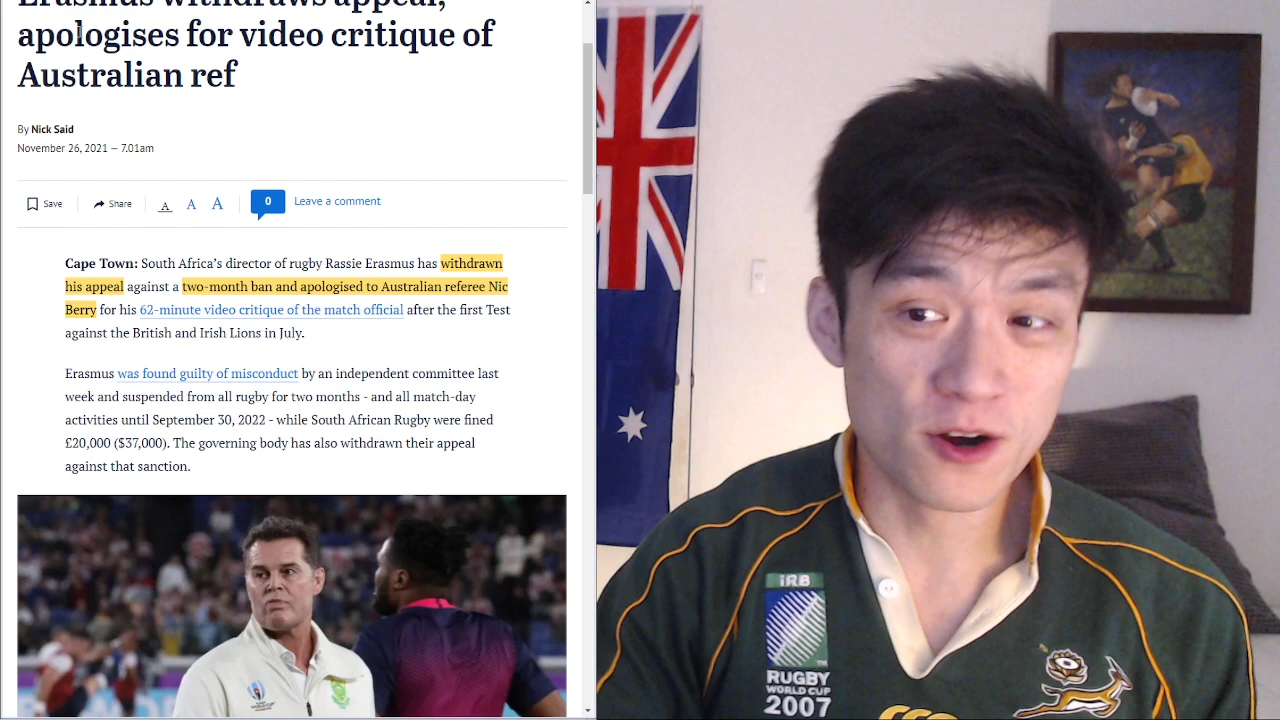 Erasmus withdraws appeal,
apologises for video critique of
Australian ref
By Nick Said
November 26, 2021 – 7.01am
Save
Share
A
A
A
0
Leave a comment
Cape Town: South Africa's director of rugby Rassie Erasmus has withdrawn
his appeal against a two-month ban and apologised to Australian referee Nic
Berry for his 62-minute video critique of the match official after the first Test
against the British and Irish Lions in July.
Erasmus was found guilty of misconduct by an independent committee last
week and suspended from all rugby for two months - and all match-day
activities until September 30, 2022 - while South African Rugby were fined
£20,000 ($37,000). The governing body has also withdrawn their appeal
against that sanction.
iRB
RUGBY
WORLD CUP
2007